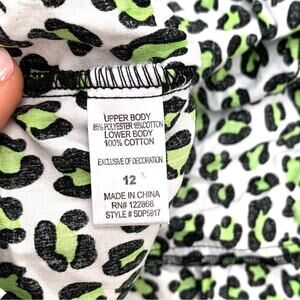 UPPER BODY
85% POLYESTER 15%COTTON
LOWER BODY
100% COTTON
EXCLUSIVE OF DECORATION
12
MADE IN CHINA
RN# 122866
STYLE # SDP5917